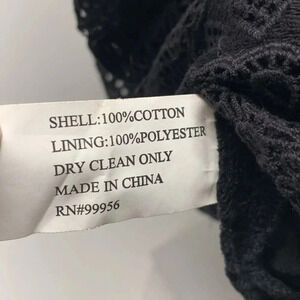 SHELL:100%COTTON
LINING:100%POLYESTER
DRY CLEAN ONLY
MADE IN CHINA
RN#99956